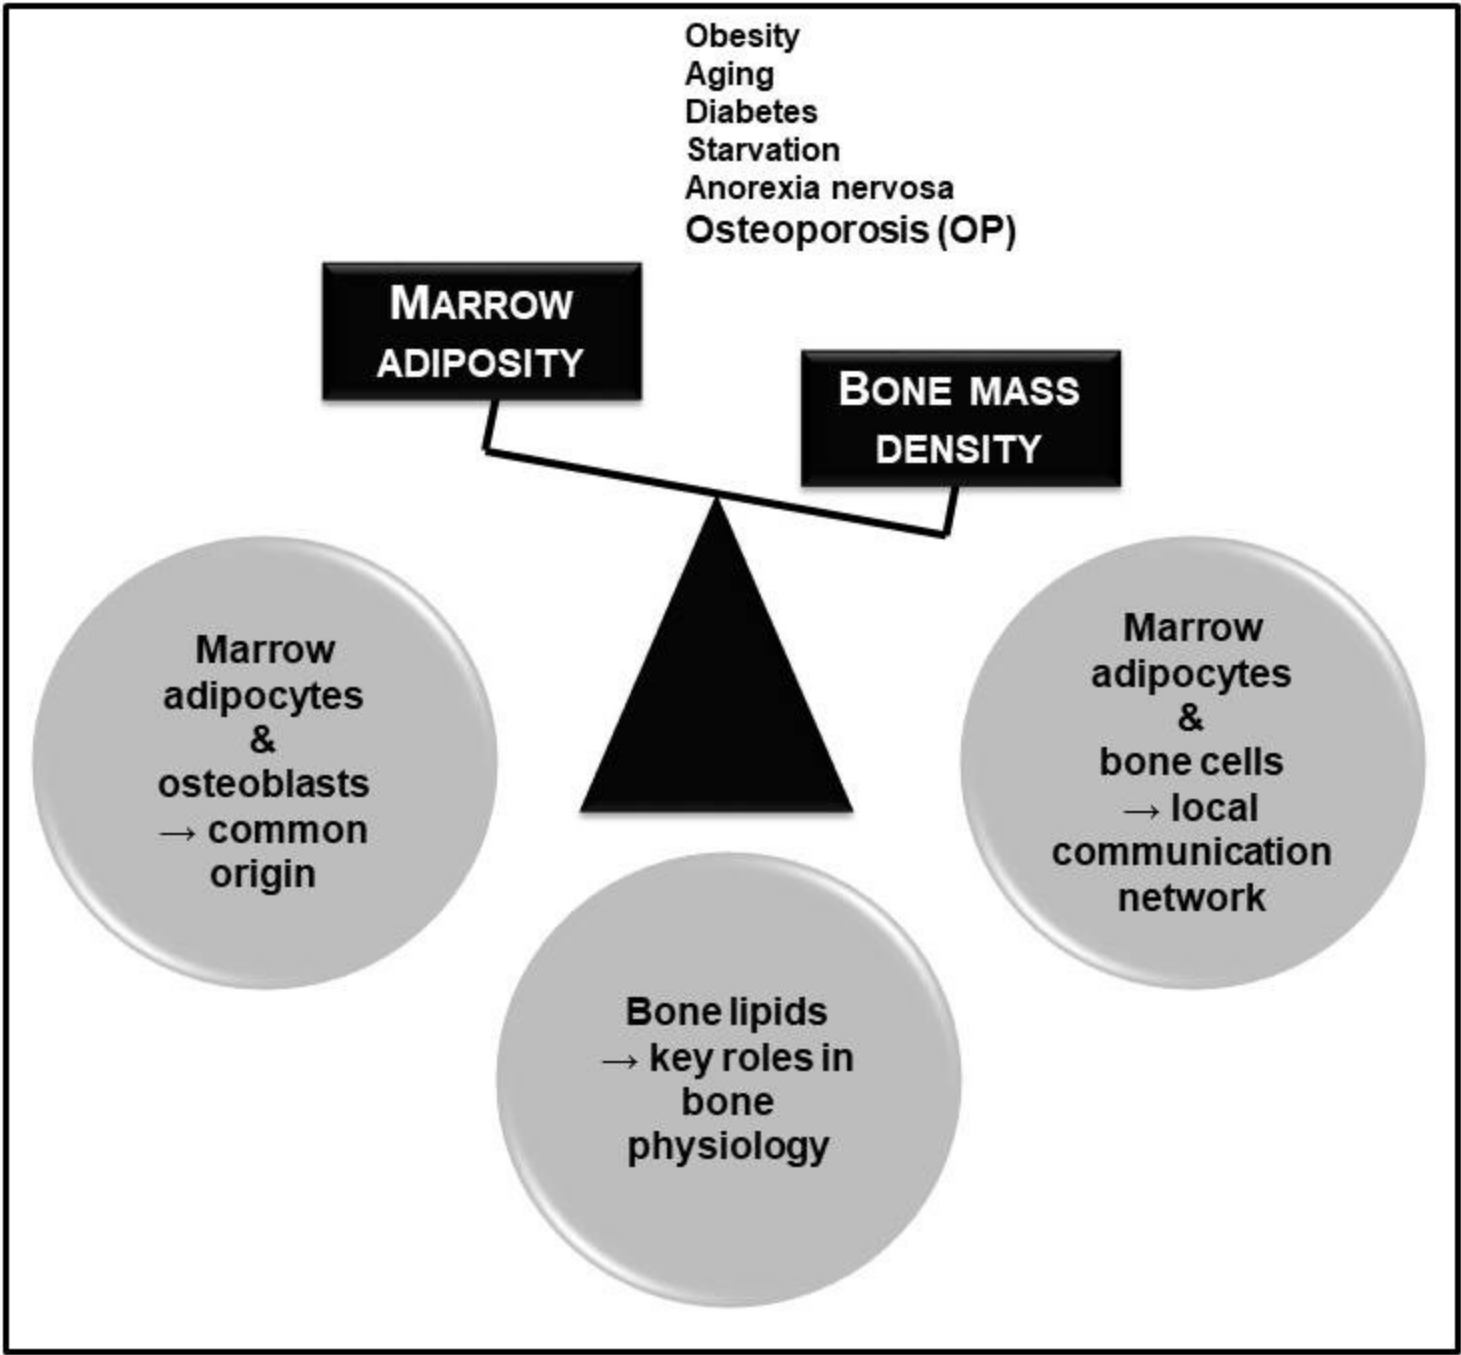 Obesity
Aging
Diabetes
Starvation
Anorexia nervosa
Osteoporosis (OP)
MARROW
ADIPOSITY
BONE MASS
DENSITY
Marrow
adipocytes
&
osteoblasts
→ common
origin
Marrow
adipocytes
&
bone cells
→ local
communication
network
Bone lipids
→ key roles in
bone
physiology